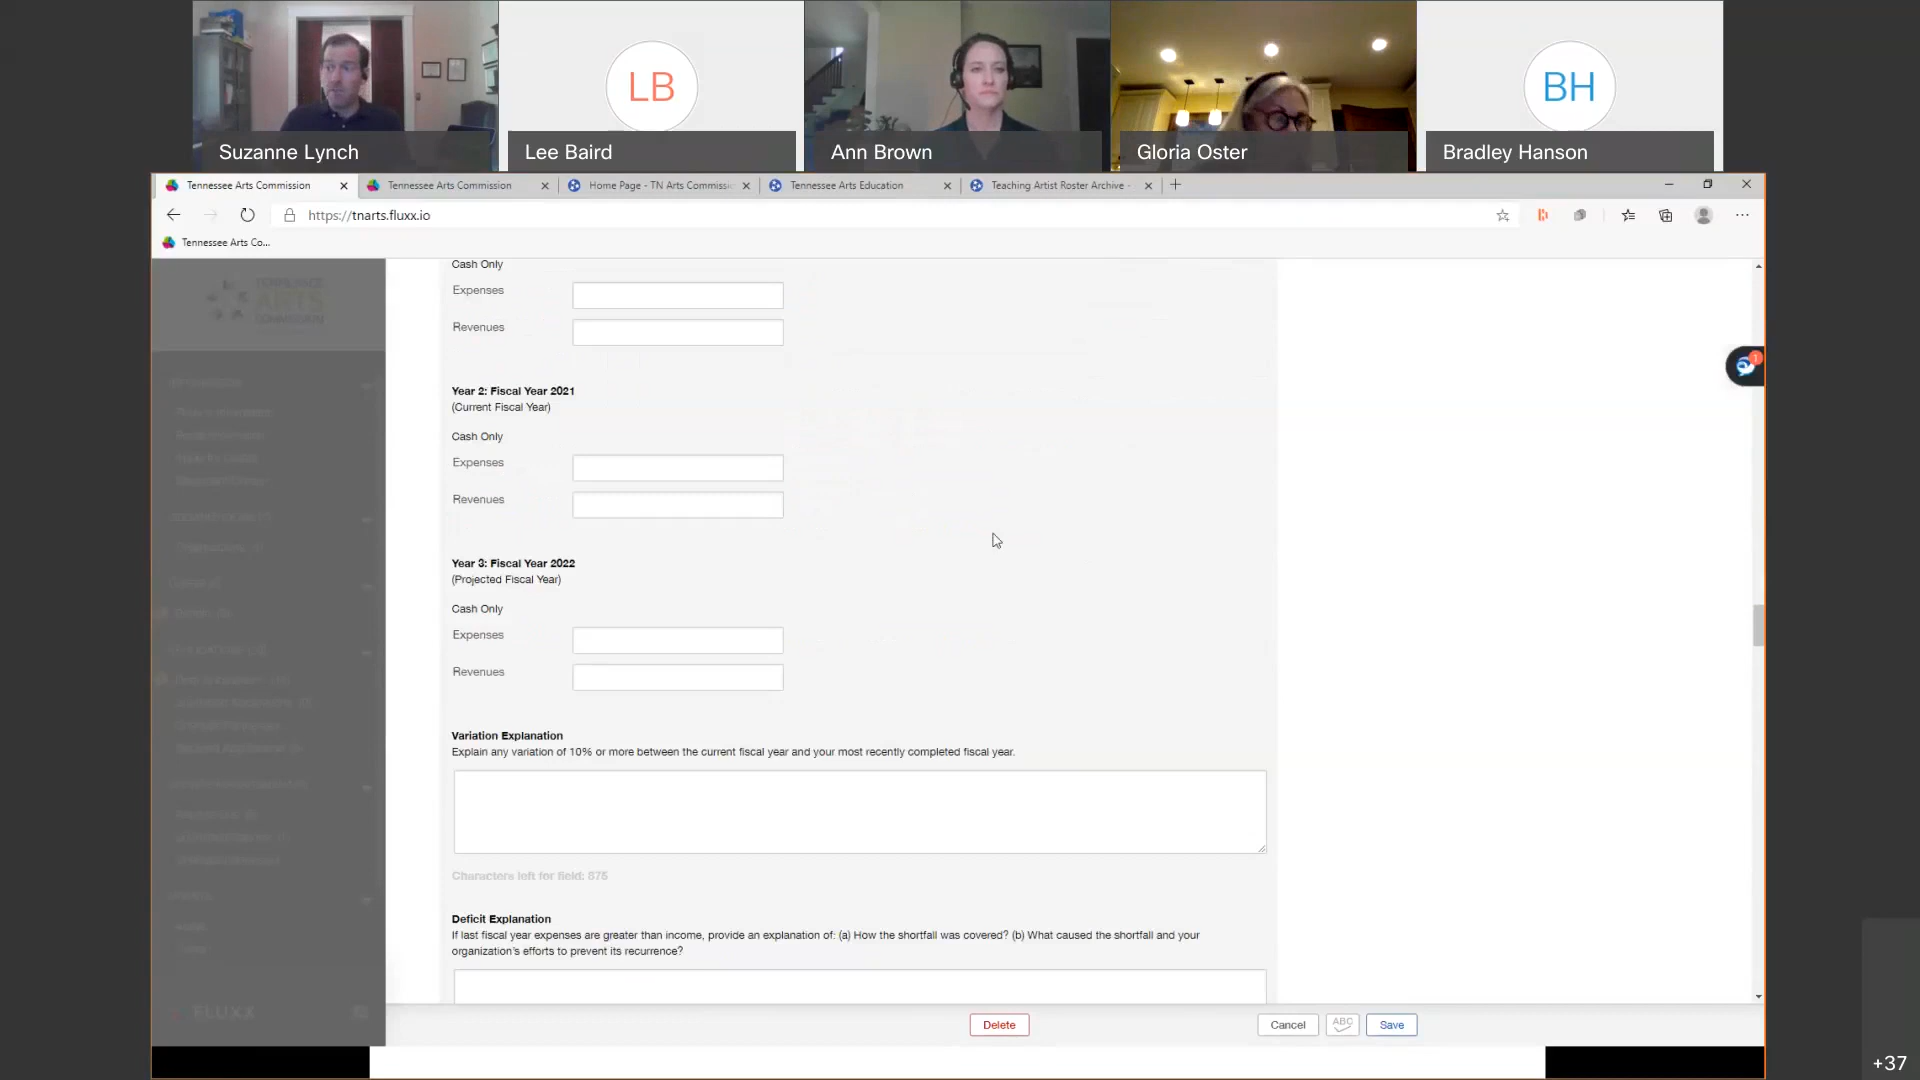 LB
BH
Suzanne Lynch
Lee Baird
Ann Brown
Gloria Oster
Bradley Hanson
Tennessee Arts Commission
Tennessee Arts Commission
Home Page - TN Arts Commissi
Tennessee Arts Education
Teaching Artist Roster Archive -
https://tnarts.fluxx.io
Tennessee Arts Co...
TENNESSEE
ARTS
COMMISSION
Cash Only
Expenses
Revenues
Year 2: Fiscal Year 2021
(Current Fiscal Year)
Cash Only
Expenses
Revenues
Year 3: Fiscal Year 2022
(Projected Fiscal Year)
Cash Only
Expenses
Revenues
Variation Explanation
Explain any variation of 10% or more between the current fiscal year and your most recently completed fiscal year.
Characters left for field: 875
Deficit Explanation
If last fiscal year expenses are greater than income, provide an explanation of: (a) How the shortfall was covered? (b) What caused the shortfall and your
organization's efforts to prevent its recurrence?
FLUXX
Delete
Cancel
ABC
Save
1
+37